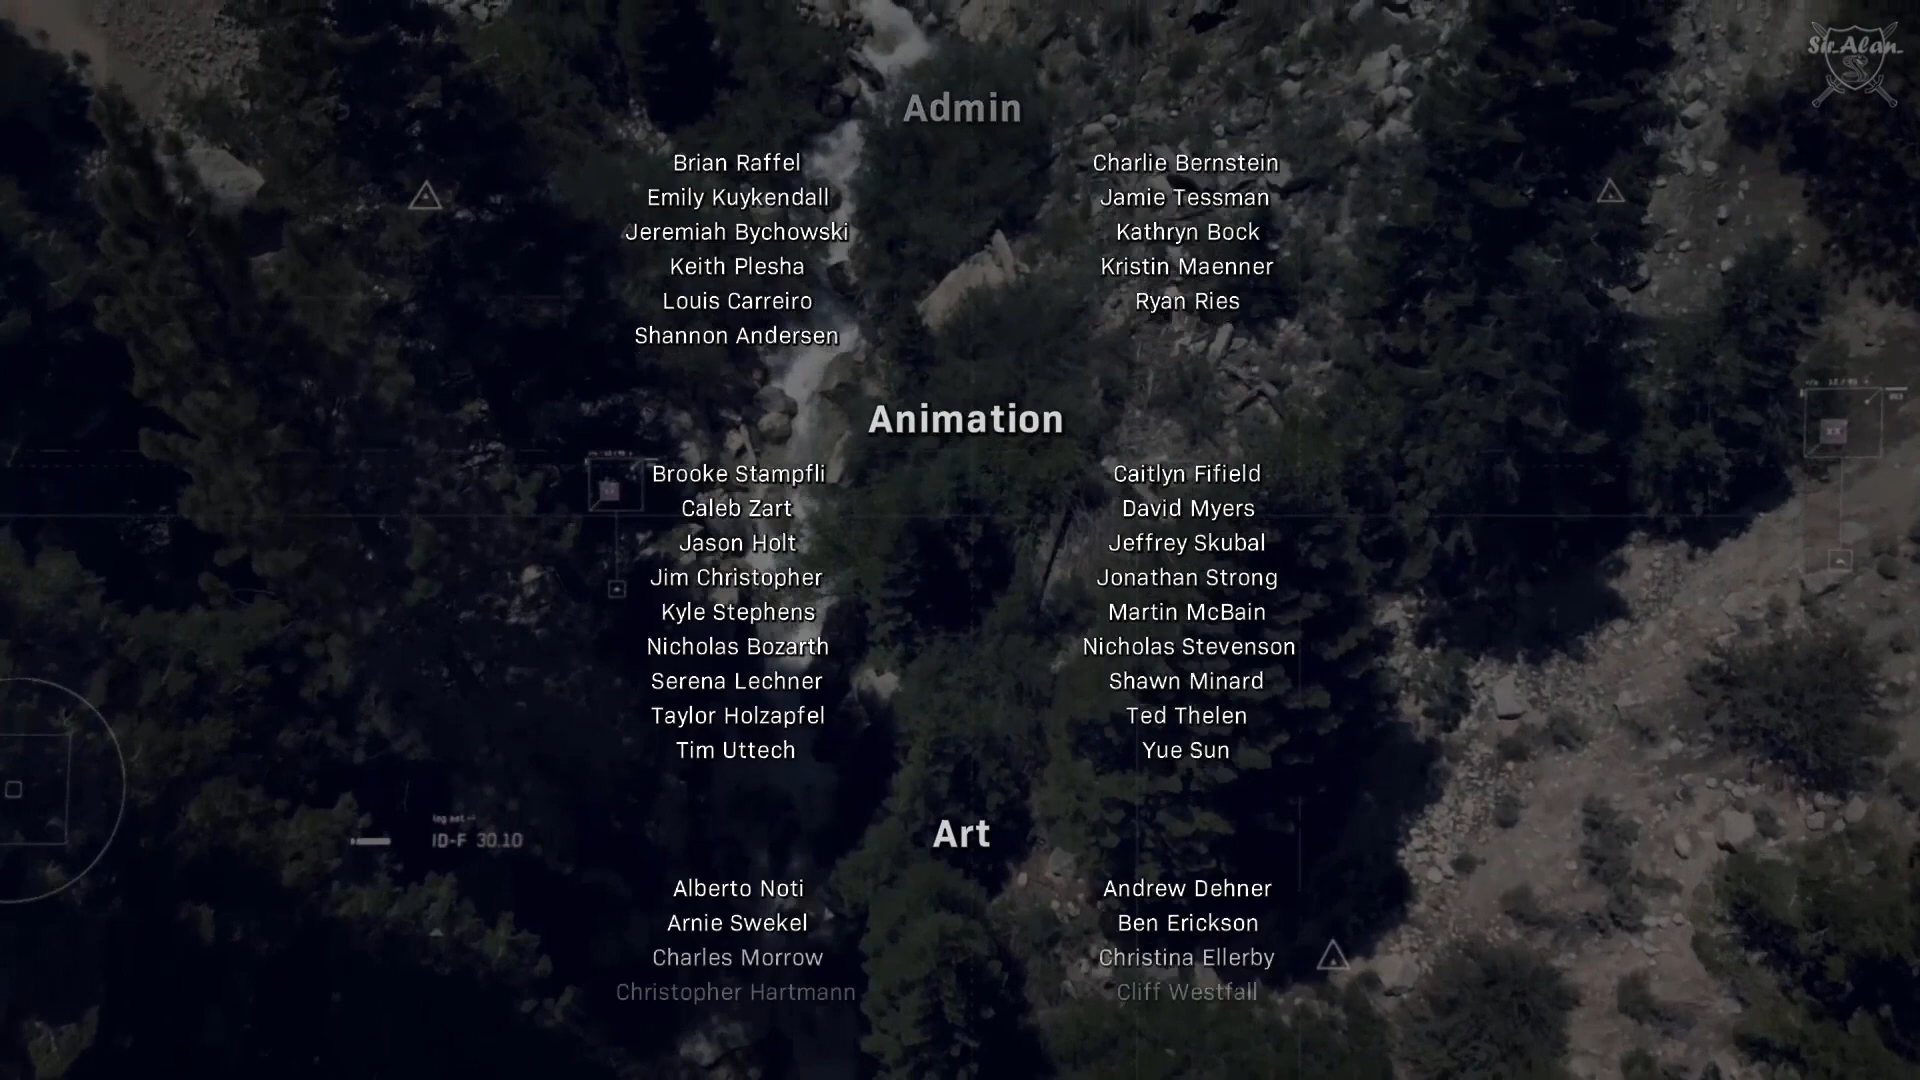 Sir.Alan.
Admin
Brian Raffel
Charlie Bernstein
Emily Kuykendall
Jamie Tessman
Jeremiah Bychowski
Kathryn Bock
Keith Plesha
Kristin Maenner
Louis Carreiro
Ryan Ries
Shannon Andersen
Animation
Brooke Stampfli
Caitlyn Fifield
Caleb Zart
David Myers
Jason Holt
Jeffrey Skubal
Jim Christopher
Jonathan Strong
Kyle Stephens
Martin McBain
Nicholas Bozarth
Nicholas Stevenson
Serena Lechner
Shawn Minard
Taylor Holzapfel
Ted Thelen
Tim Uttech
Yue Sun
ID-F 30.10
Art
Alberto Noti
Andrew Dehner
Arnie Swekel
Ben Erickson
Charles Morrow
Christina Ellerby
Christopher Hartmann
Cliff Westfall